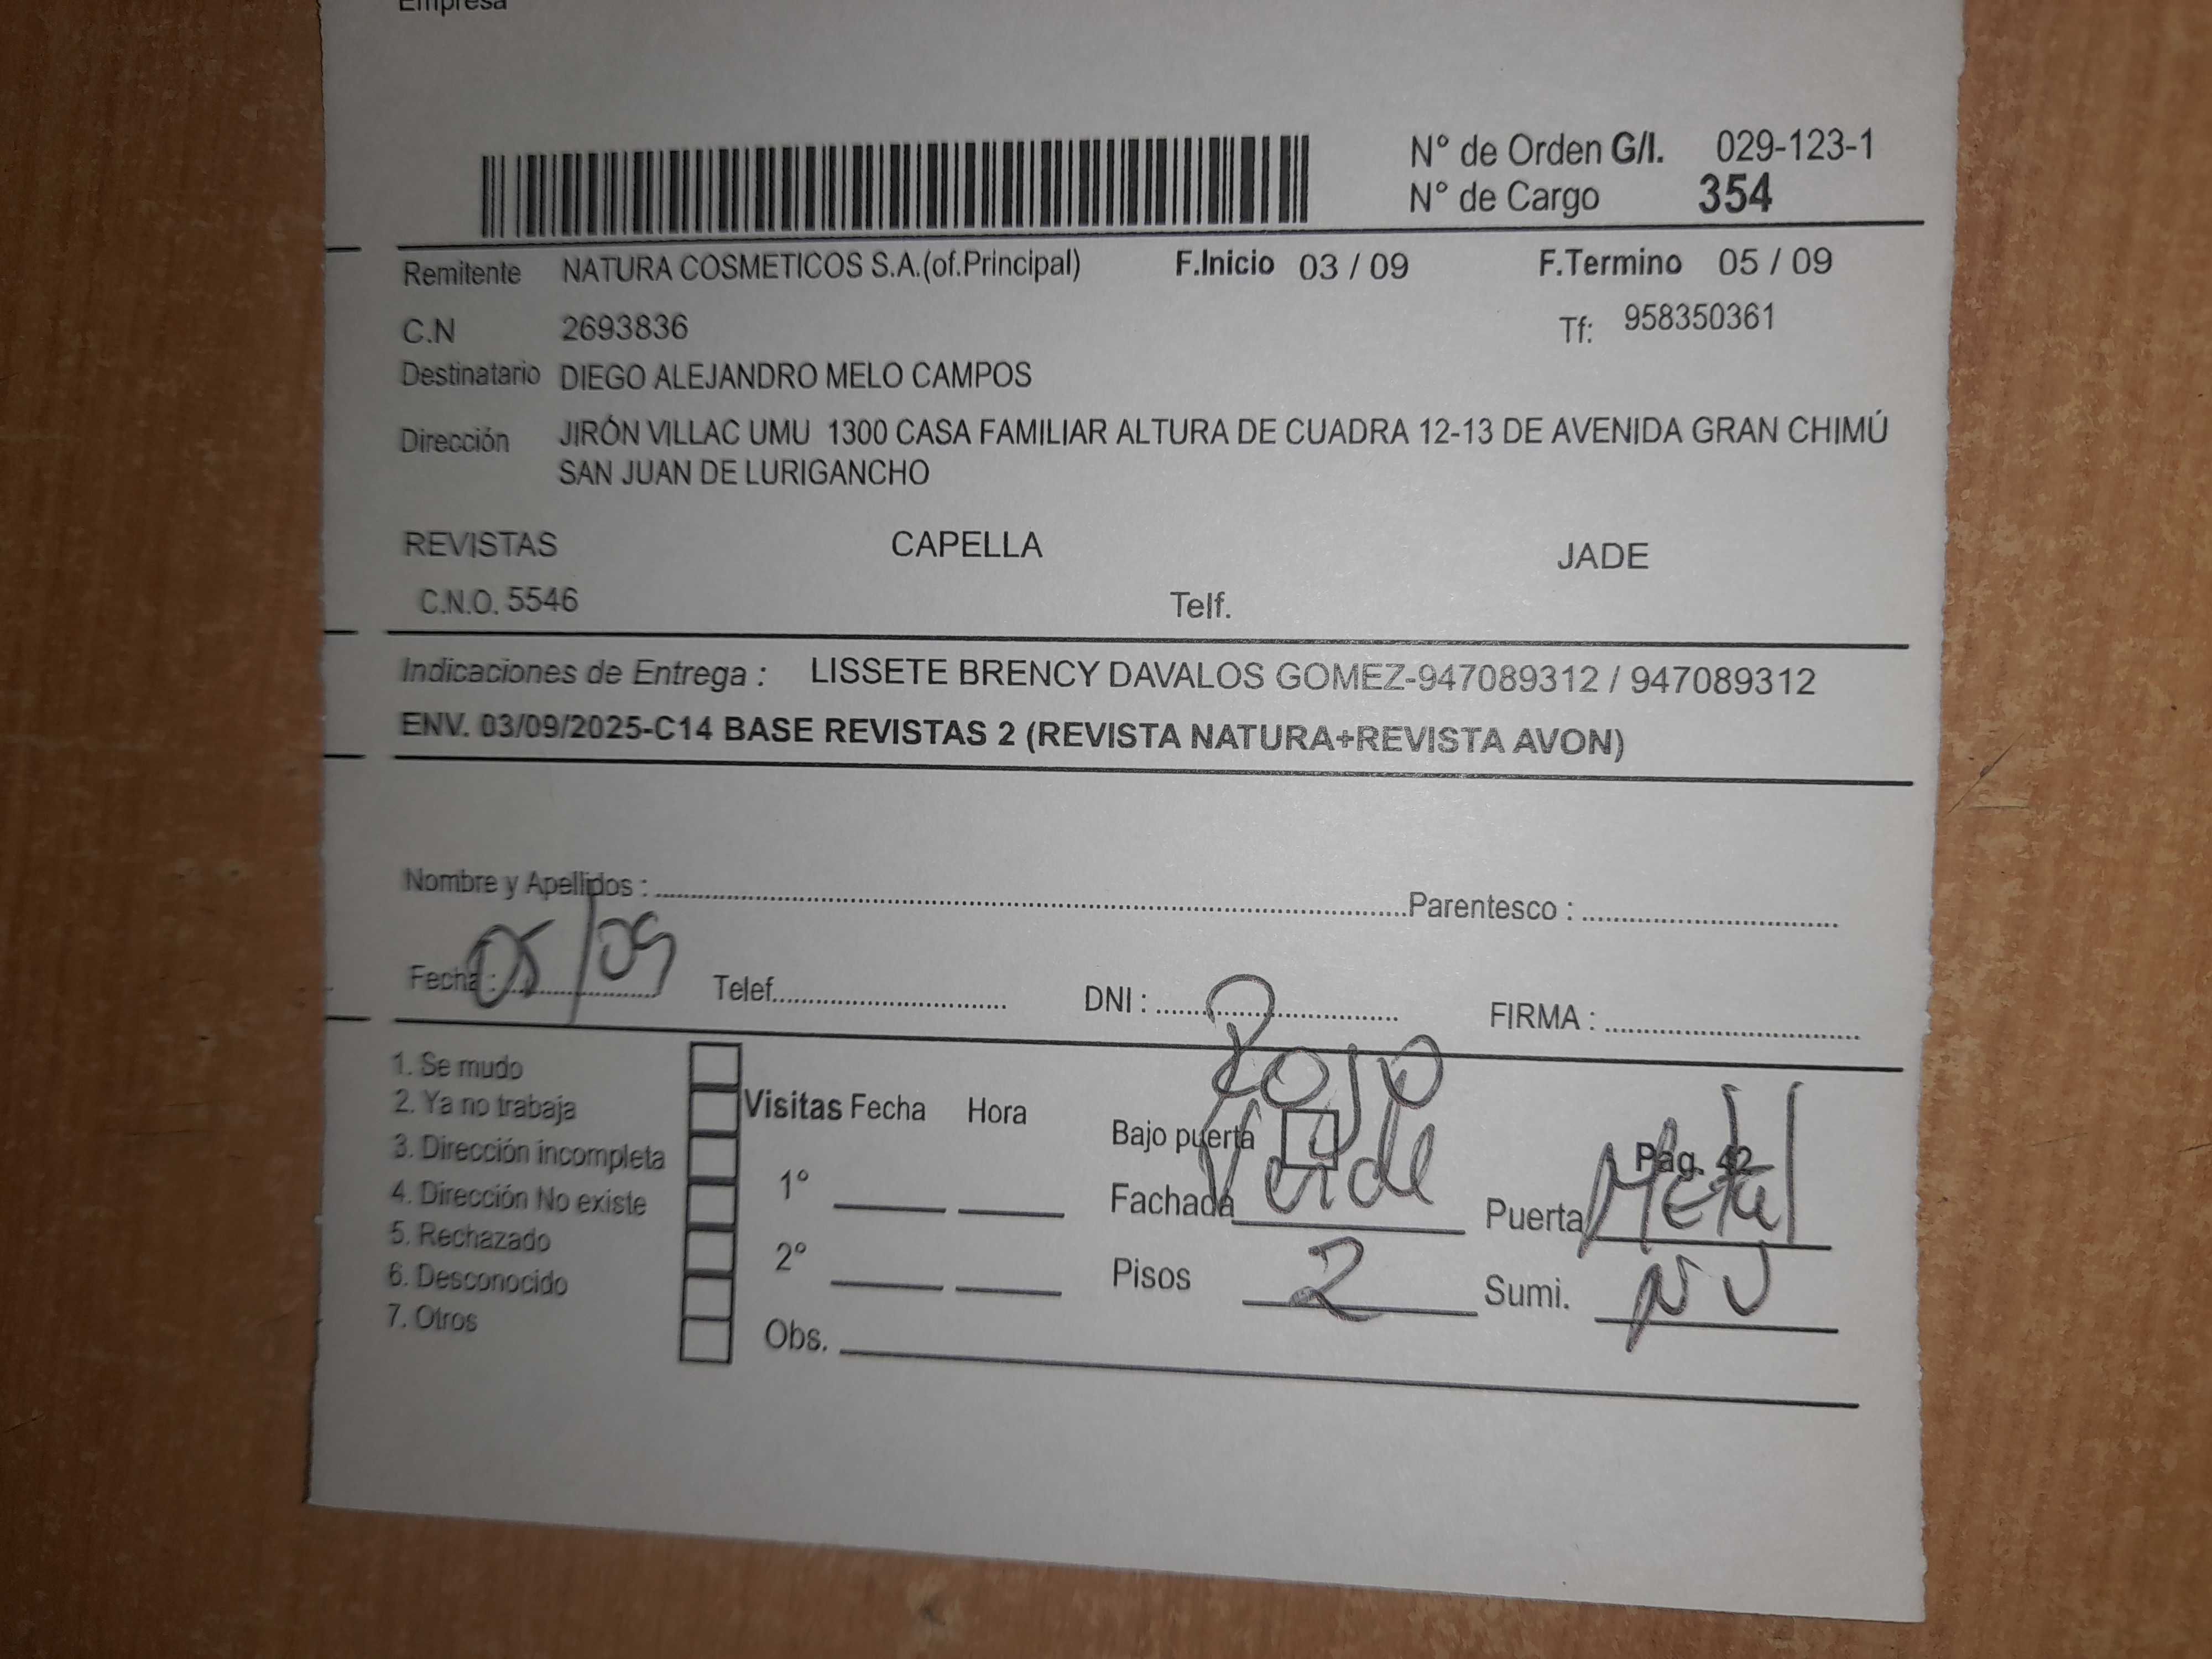 Empresa
N° de Orden G/I. 029-123-1
N° de Cargo 354
Remitente NATURA COSMETICOS S.A.(of.Principal) F.Inicio 03 / 09 F.Termino 05 / 09
C.N 2693836 Tf: 958350361
Destinatario DIEGO ALEJANDRO MELO CAMPOS
Dirección JIRÓN VILLAC UMU 1300 CASA FAMILIAR ALTURA DE CUADRA 12-13 DE AVENIDA GRAN CHIMÚ
SAN JUAN DE LURIGANCHO
REVISTAS CAPELLA JADE
C.N.O. 5546 Telf.
Indicaciones de Entrega : LISSETE BRENCY DAVALOS GOMEZ-947089312 / 947089312
ENV. 03/09/2025-C14 BASE REVISTAS 2 (REVISTA NATURA+REVISTA AVON)
Nombre y Apellidos : Parentesco :
Fecha : 05/09 Telef. DNI : FIRMA :
1. Se mudo
2. Ya no trabaja
3. Dirección incompleta
4. Dirección No existe
5. Rechazado
6. Desconocido
7. Otros
Visitas Fecha Hora
1°
2°
Obs.
Rojo
Bajo puerta
Fachada Verde Puerta Metal
Pág. 42
Pisos 2 Sumi.